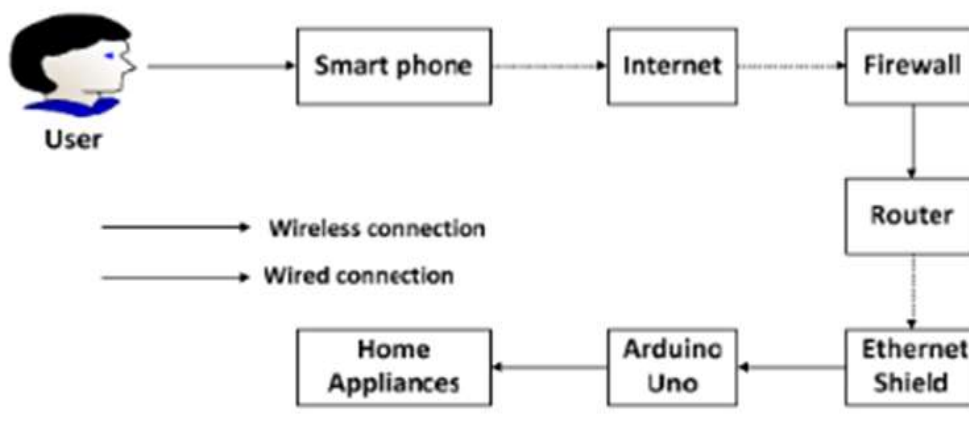 Smart phone
Internet
Firewall
User
Router
Wireless connection
Wired connection
Home
Appliances
Arduino
Uno
Ethernet
Shield